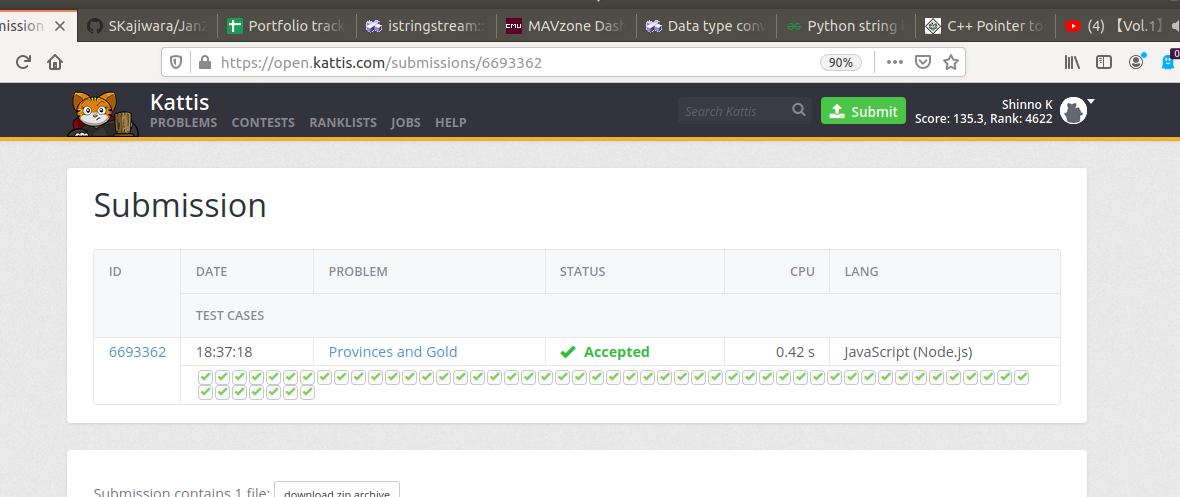 mission
SKajiwara/Jan2
Portfolio track
istringstream::
CMU MAVzone Dash
Data type conv
Python string
C++ Pointer to
(4) 【Vol.1】
https://open.kattis.com/submissions/6693362
90%
0
Kattis
PROBLEMS CONTESTS RANKLISTS JOBS HELP
Search Kattis
Submit
Shinno K
Score: 135.3, Rank: 4622
Submission
ID DATE PROBLEM STATUS CPU LANG
TEST CASES
6693362 18:37:18 Provinces and Gold Accepted 0.42 s JavaScript (Node.js)
Submission contains 1 file: download zip archive